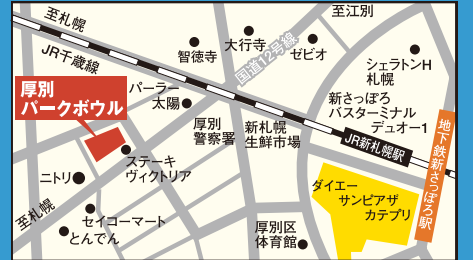 至札幌
至江別
JR千歳線
智徳寺
大行寺
ゼビオ
国道12号線
シェラトンH
札幌
厚別
パークボウル
パーラー
太陽
新さっぽろ
バスターミナル
デュオー1
厚別
警察署
新札幌
生鮮市場
JR新札幌駅
地下鉄新さっぽろ駅
ステーキ
ヴィクトリア
ニトリ
ダイエー
サンピアザ
カテプリ
至札幌
セイコーマート
とんでん
厚別区
体育館